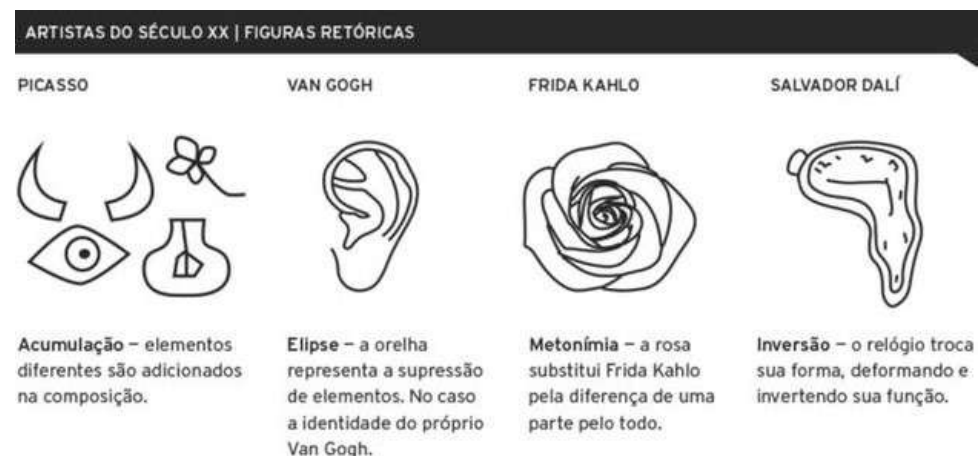 ARTISTAS DO SÉCULO XX | FIGURAS RETÓRICAS
PICASSO
VAN GOGH
FRIDA KAHLO
SALVADOR DALÍ
Acumulação – elementos
diferentes são adicionados
na composição.
Elipse – a orelha
representa a supressão
de elementos. No caso
a identidade do próprio
Van Gogh.
Metonímia – a rosa
substitui Frida Kahlo
pela diferença de uma
parte pelo todo.
Inversão – o relógio troca
sua forma, deformando e
invertendo sua função.